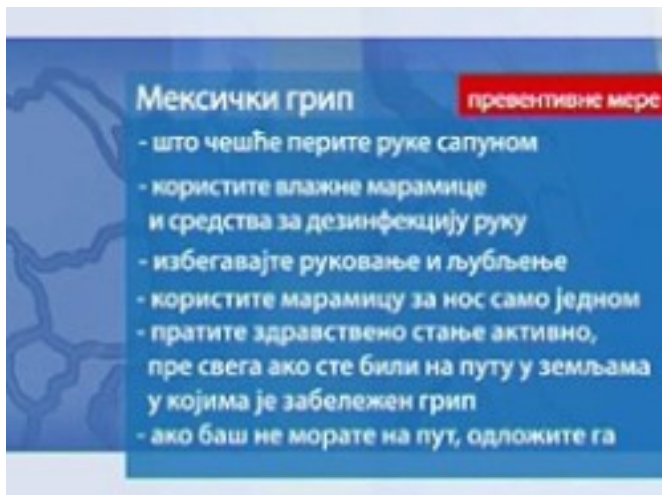 Мексички грип
превентивне мере
- што чешће перите руке сапуном
- користите влажне марамице
и средства за дезинфекцију руку
- избегавајте руковање и љубљење
- користите марамицу за нос само једном
- пратите здравствено стање активно,
пре свега ако сте били на путу у земљама
у којима је забележен грип
- ако баш не морате на пут, одложите га